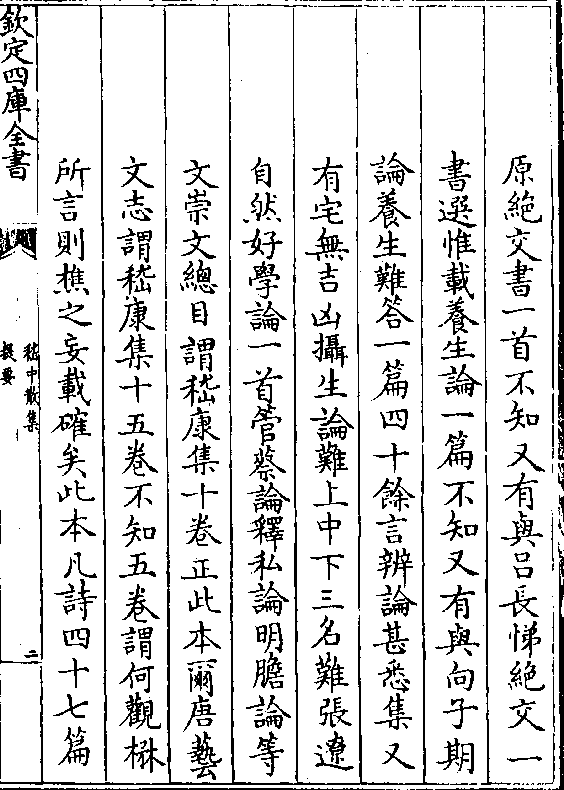 原絶交書一首不知又有與吕長悌絶交一
書選惟載養生論一篇不知又有與向子期
論養生難答一篇四十餘言辨論甚悉集又
有宅無吉凶攝生論難上中下三名難張遼
自然好學論一首管蔡論釋私論明膽論等
文崇文總目謂嵇康集十卷正此本爾唐藝
文志謂嵇康集十五卷不知五卷謂何觀楙
所言則樵之妄載確矣此本凡詩四十七篇
欽定四庫全書
嵇中散集
提要
二